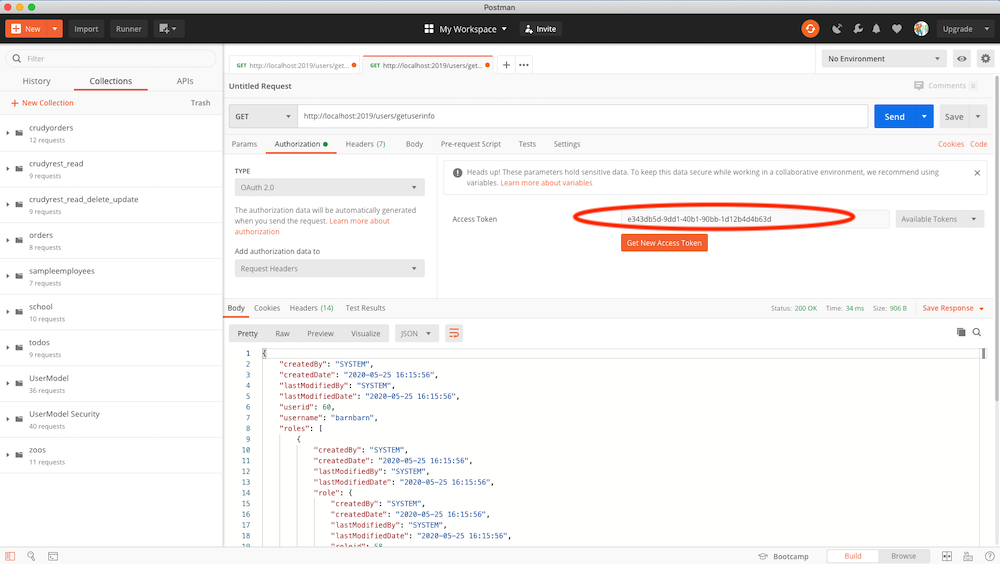 Postman
New
Import
Runner
My Workspace
Invite
Upgrade
Filter
History
Collections
APIs
New Collection
Trash
crudyorders
12 requests
crudyrest_read
9 requests
crudyrest_read_delete_update
9 requests
orders
8 requests
sampleemployees
7 requests
school
10 requests
todos
9 requests
UserModel
36 requests
UserModel Security
40 requests
zoos
11 requests
GET http://localhost:2019/users/get...
GET http://localhost:2019/users/get...
No Environment
Untitled Request
Comments 0
GET
http://localhost:2019/users/getuserinfo
Send
Save
Params
Authorization
Headers (7)
Body
Pre-request Script
Tests
Settings
Cookies
Code
TYPE
OAuth 2.0
The authorization data will be automatically generated
when you send the request. Learn more about
authorization
Add authorization data to
Request Headers
Heads up! These parameters hold sensitive data. To keep this data secure while working in a collaborative environment, we recommend using
variables. Learn more about variables
Access Token
e343db5d-9dd1-40b1-90bb-1d12b4d4b63d
Available Tokens
Get New Access Token
Body
Cookies
Headers (14)
Test Results
Status: 200 OK
Time: 34 ms
Size: 906 B
Save Response
Pretty
Raw
Preview
Visualize
JSON
1 {
2 "createdBy": "SYSTEM",
3 "createdDate": "2020-05-25 16:15:56",
4 "lastModifiedBy": "SYSTEM",
5 "lastModifiedDate": "2020-05-25 16:15:56",
6 "userid": 60,
7 "username": "barnbarn",
8 "roles": [
9 {
10 "createdBy": "SYSTEM",
11 "createdDate": "2020-05-25 16:15:56",
12 "lastModifiedBy": "SYSTEM",
13 "lastModifiedDate": "2020-05-25 16:15:56",
14 "role": {
15 "createdBy": "SYSTEM",
16 "createdDate": "2020-05-25 16:15:56",
17 "lastModifiedBy": "SYSTEM",
18 "lastModifiedDate": "2020-05-25 16:15:56",
19 "roleid": 58,
Bootcamp
Build
Browse